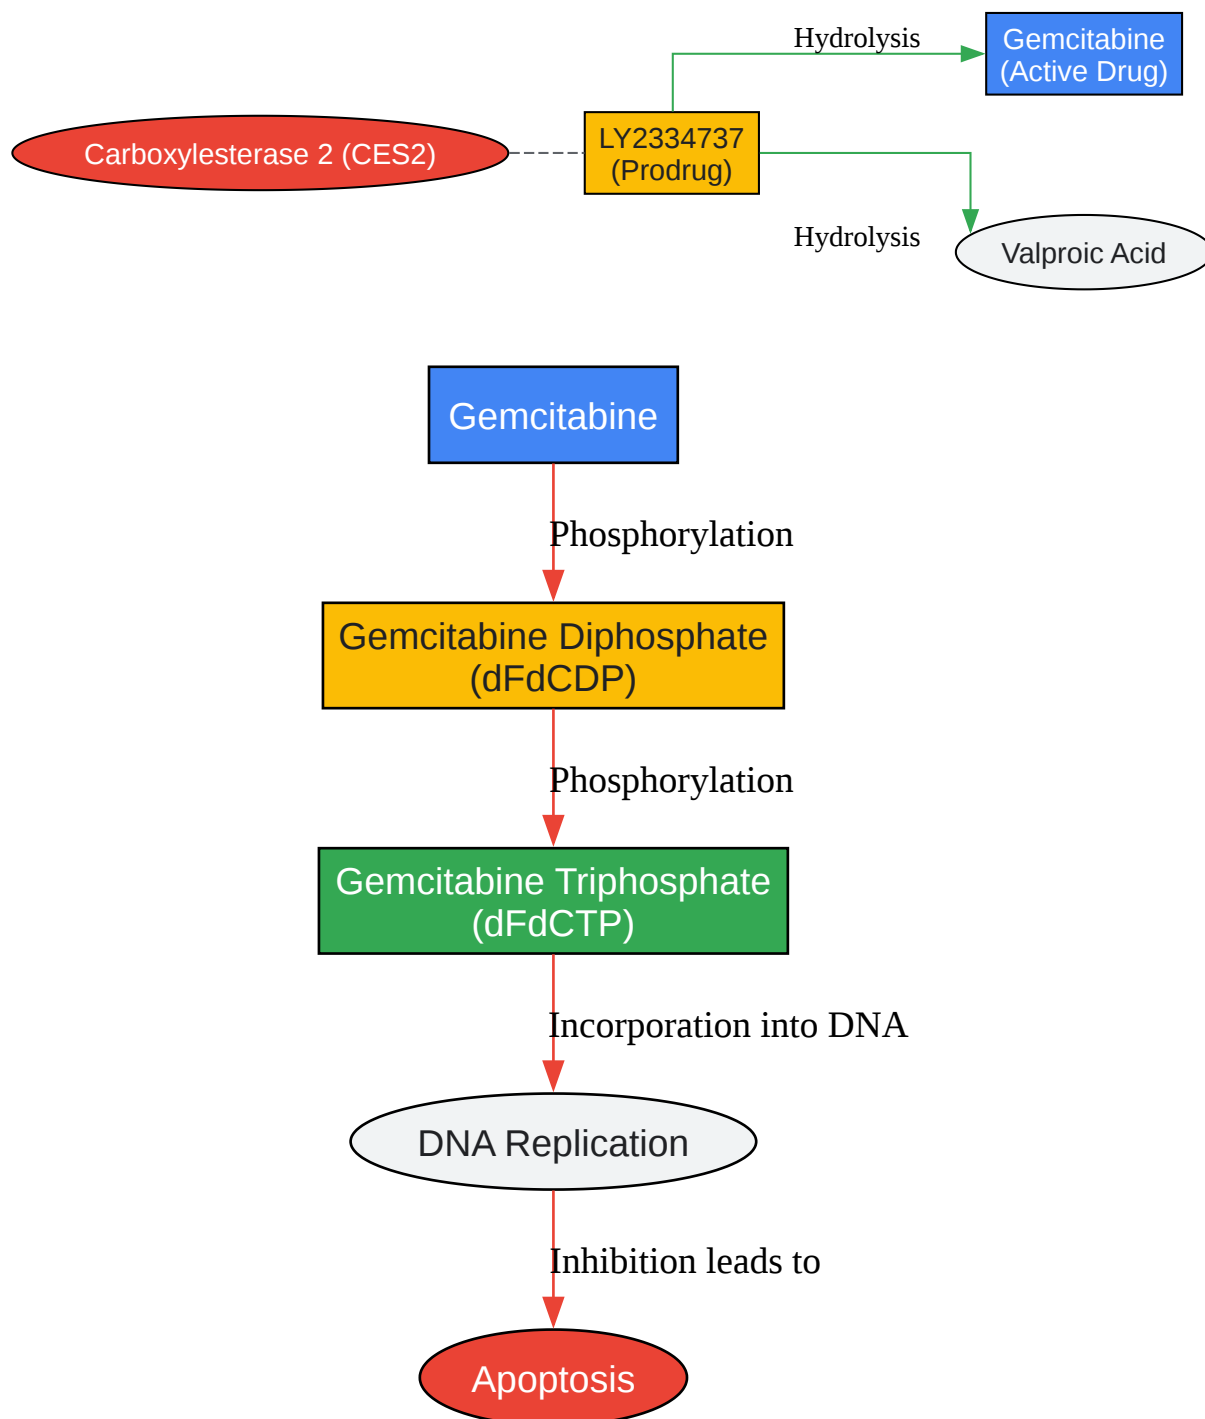 Hydrolysis
Gemcitabine
(Active Drug)
Carboxylesterase 2 (CES2)
LY2334737
(Prodrug)
Hydrolysis
Valproic Acid
Gemcitabine
Phosphorylation
Gemcitabine Diphosphate
(dFdCDP)
Phosphorylation
Gemcitabine Triphosphate
(dFdCTP)
Incorporation into DNA
DNA Replication
Inhibition leads to
Apoptosis